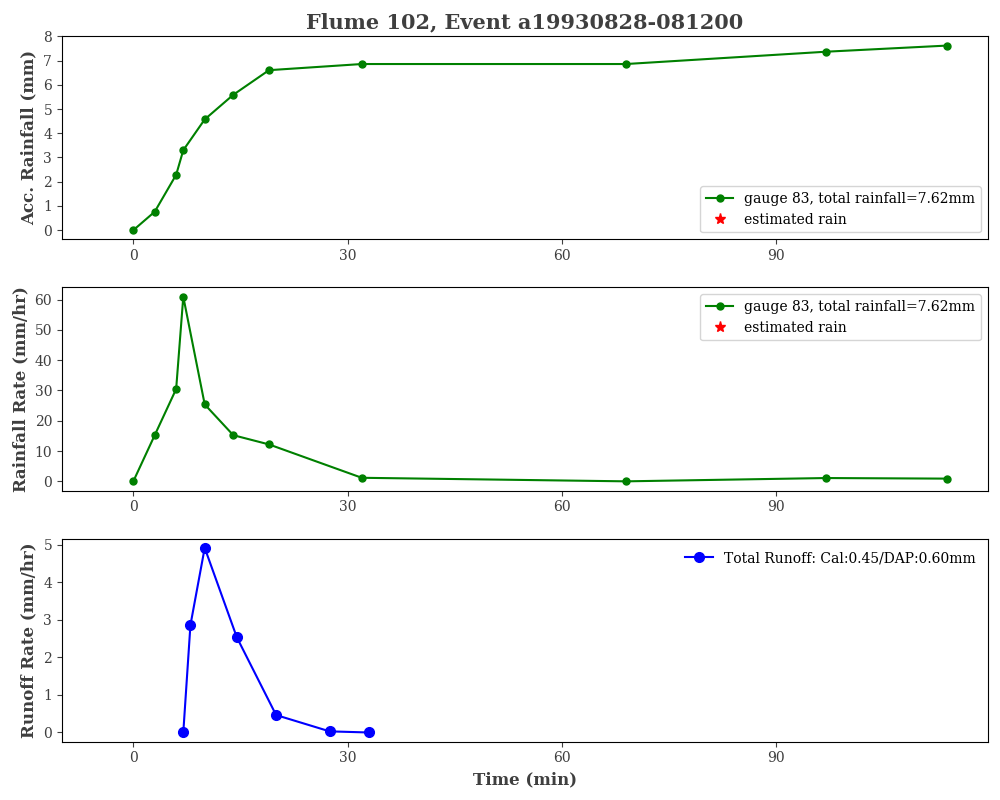 Flume 102, Event a19930828-081200
Acc. Rainfall (mm)
8
7
6
5
4
3
2
1
0
gauge 83, total rainfall=7.62mm
estimated rain
0 30 60 90
Rainfall Rate (mm/hr)
60
50
40
30
20
10
0
gauge 83, total rainfall=7.62mm
estimated rain
0 30 60 90
Runoff Rate (mm/hr)
5
4
3
2
1
0
Total Runoff: Cal:0.45/DAP:0.60mm
0 30 60 90
Time (min)